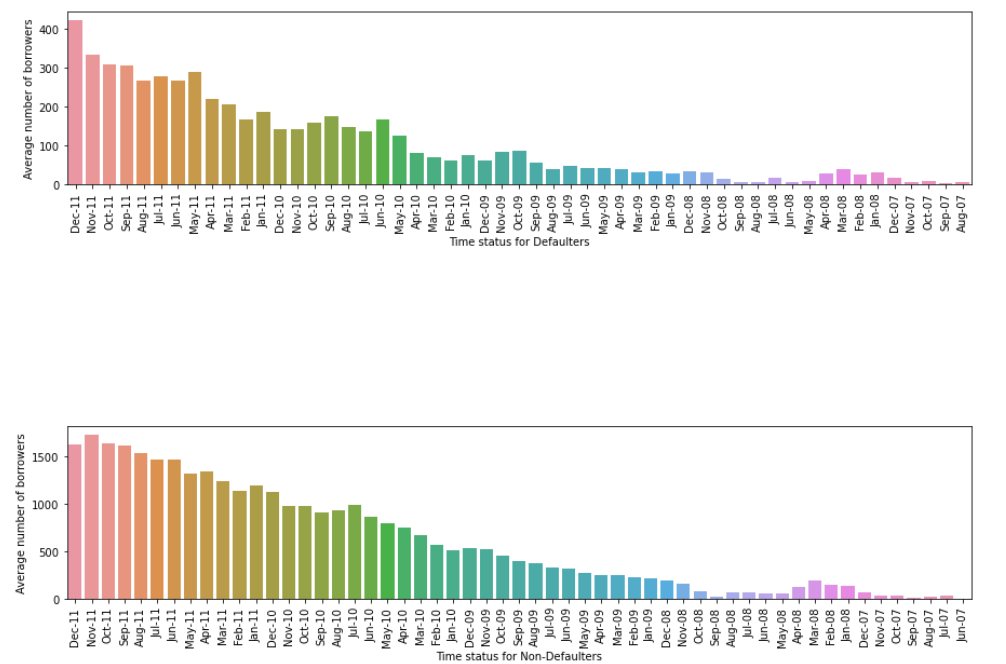 Average number of borrowers
400
300
200
100
0
Dec-11 Nov-11 Oct-11 Sep-11 Aug-11 Jul-11 Jun-11 May-11 Apr-11 Mar-11 Feb-11 Jan-11 Dec-10 Nov-10 Oct-10 Sep-10 Aug-10 Jul-10 Jun-10 May-10 Apr-10 Mar-10 Feb-10 Jan-10 Dec-09 Nov-09 Oct-09 Sep-09 Aug-09 Jul-09 Jun-09 May-09 Apr-09 Mar-09 Feb-09 Jan-09 Dec-08 Nov-08 Oct-08 Sep-08 Aug-08 Jul-08 Jun-08 May-08 Apr-08 Mar-08 Feb-08 Jan-08 Dec-07 Nov-07 Oct-07 Sep-07 Aug-07
Time status for Defaulters
Average number of borrowers
1500
1000
500
0
Dec-11 Nov-11 Oct-11 Sep-11 Aug-11 Jul-11 Jun-11 May-11 Apr-11 Mar-11 Feb-11 Jan-11 Dec-10 Nov-10 Oct-10 Sep-10 Aug-10 Jul-10 Jun-10 May-10 Apr-10 Mar-10 Feb-10 Jan-10 Dec-09 Nov-09 Oct-09 Sep-09 Aug-09 Jul-09 Jun-09 May-09 Apr-09 Mar-09 Feb-09 Jan-09 Dec-08 Nov-08 Oct-08 Sep-08 Aug-08 Jul-08 Jun-08 May-08 Apr-08 Mar-08 Feb-08 Jan-08 Dec-07 Nov-07 Oct-07 Sep-07 Aug-07 Jul-07 Jun-07
Time status for Non-Defaulters